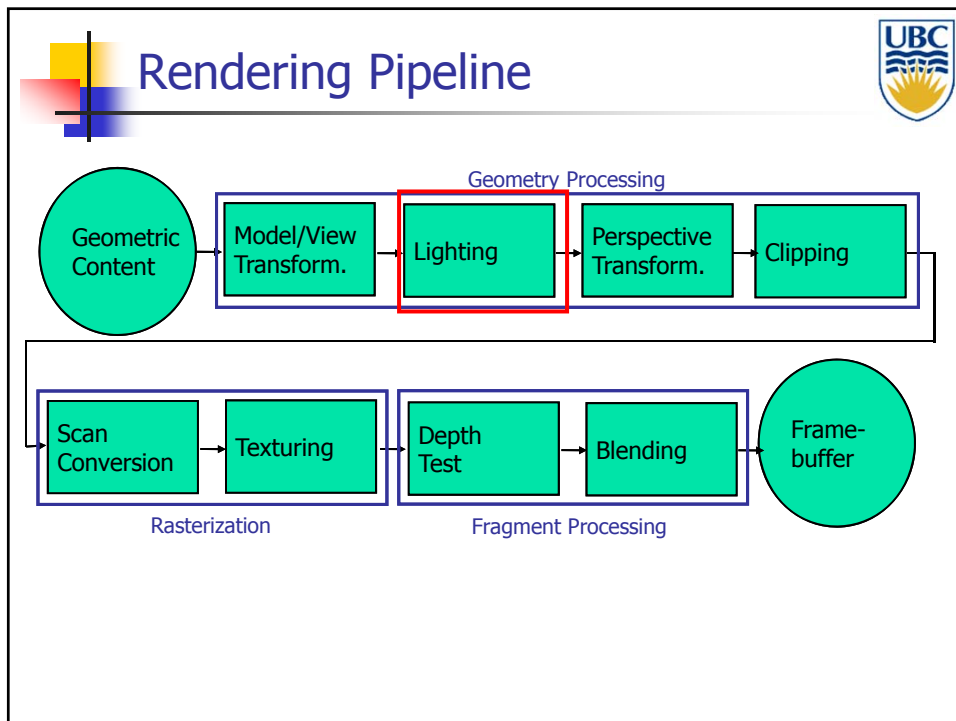 Rendering Pipeline
UBC
Geometry Processing
Geometric
Content
Model/View
Transform.
Lighting
Perspective
Transform.
Clipping
Scan
Conversion
Texturing
Depth
Test
Blending
Frame-
buffer
Rasterization
Fragment Processing